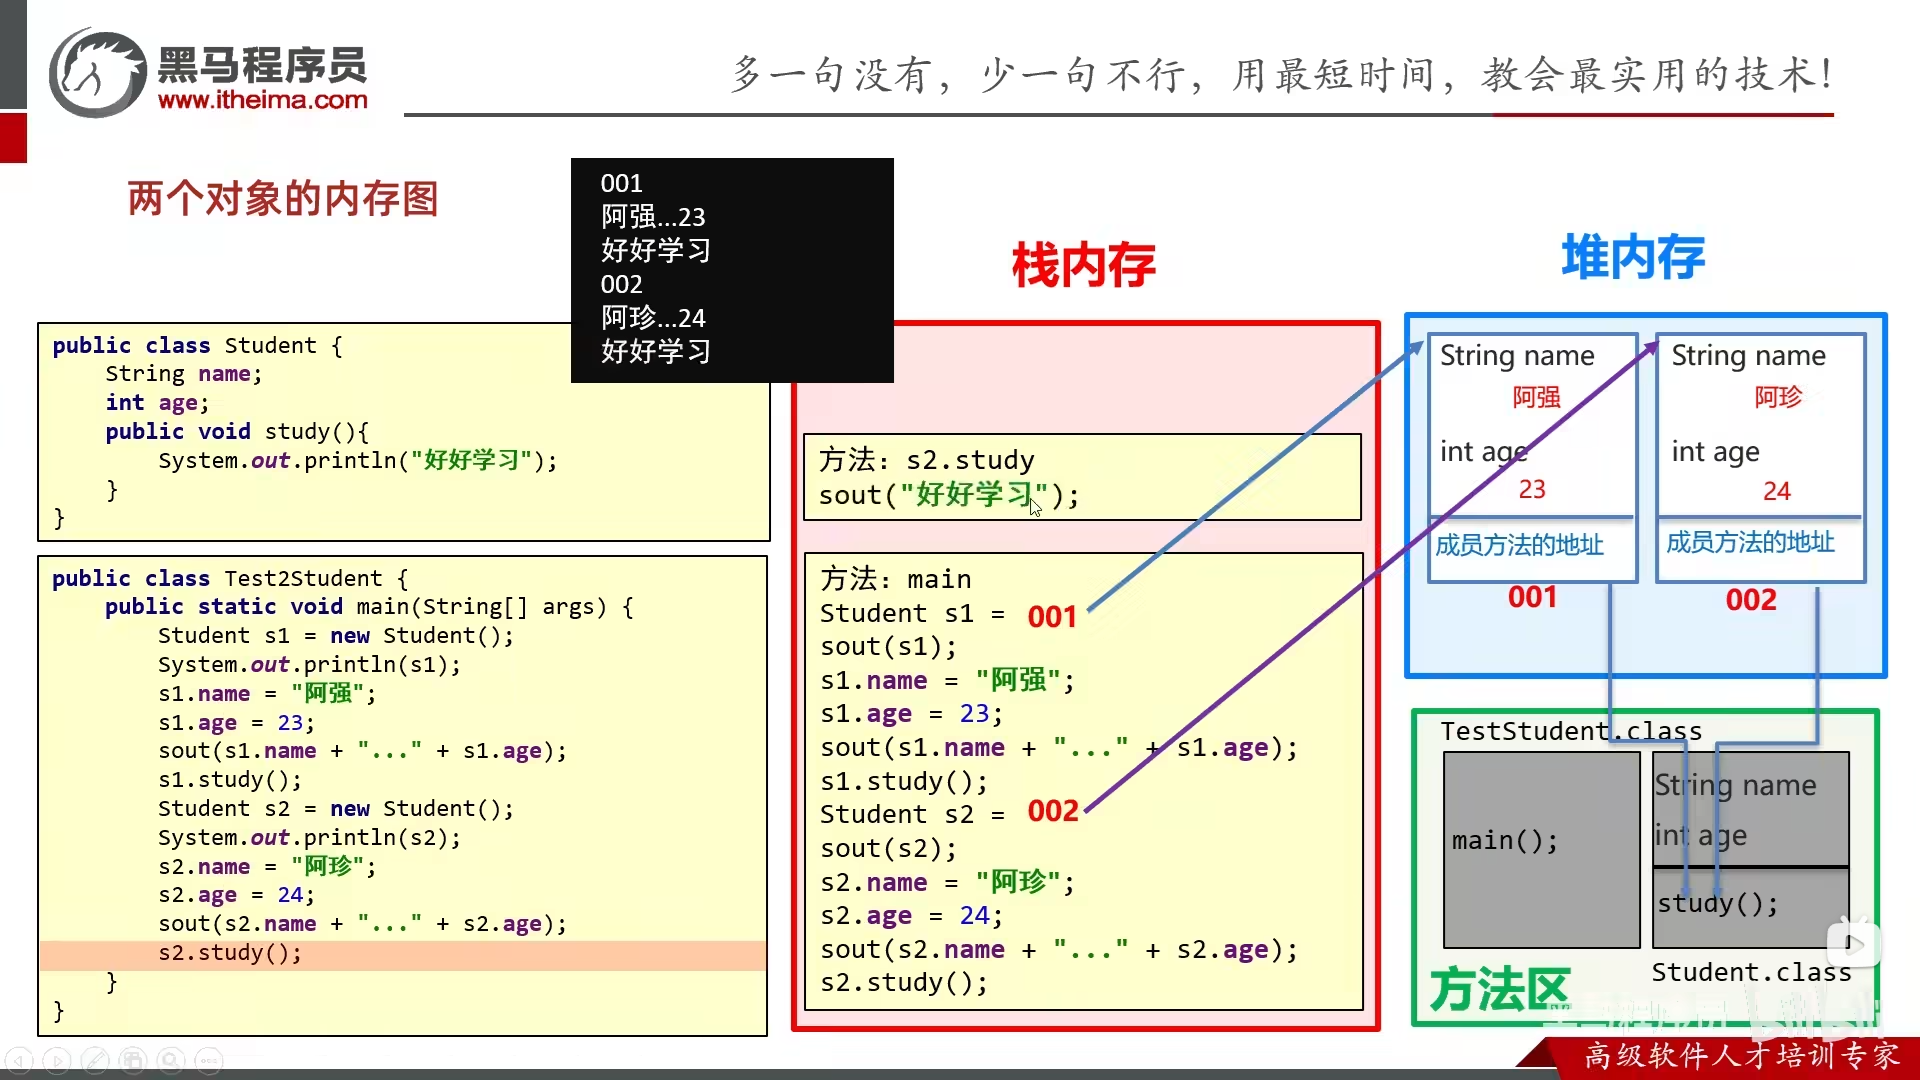 黑马程序员
www.itheima.com
多一句没有，少一句不行，用最短时间，教会最实用的技术！
两个对象的内存图
001
阿强...23
好好学习
002
阿珍...24
好好学习
public class Student {
String name;
int age;
public void study(){
System.out.println("好好学习");
}
}
public class Test2Student {
public static void main(String[] args) {
Student s1 = new Student();
System.out.println(s1);
s1.name = "阿强";
s1.age = 23;
sout(s1.name + "..." + s1.age);
s1.study();
Student s2 = new Student();
System.out.println(s2);
s2.name = "阿珍";
s2.age = 24;
sout(s2.name + "..." + s2.age);
s2.study();
}
}
栈内存
方法：s2.study
sout("好好学习");
方法：main
Student s1 = 001
sout(s1);
s1.name = "阿强";
s1.age = 23;
sout(s1.name + "..." + s1.age);
s1.study();
Student s2 = 002
sout(s2);
s2.name = "阿珍";
s2.age = 24;
sout(s2.name + "..." + s2.age);
s2.study();
堆内存
String name
阿强
int age
23
成员方法的地址
001
String name
阿珍
int age
24
成员方法的地址
002
TestStudent.class
main();
String name
int age
study();
Student.class
方法区
黑马程序员
bilibili
高级软件人才培训专家